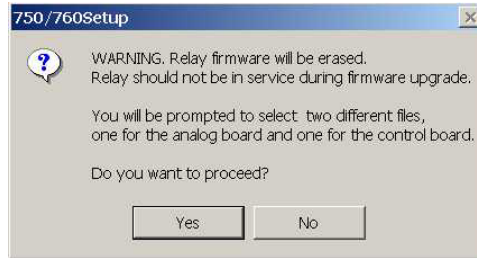 750/760Setup
WARNING. Relay firmware will be erased.
Relay should not be in service during firmware upgrade.
You will be prompted to select two different files,
one for the analog board and one for the control board.
Do you want to proceed?
Yes
No